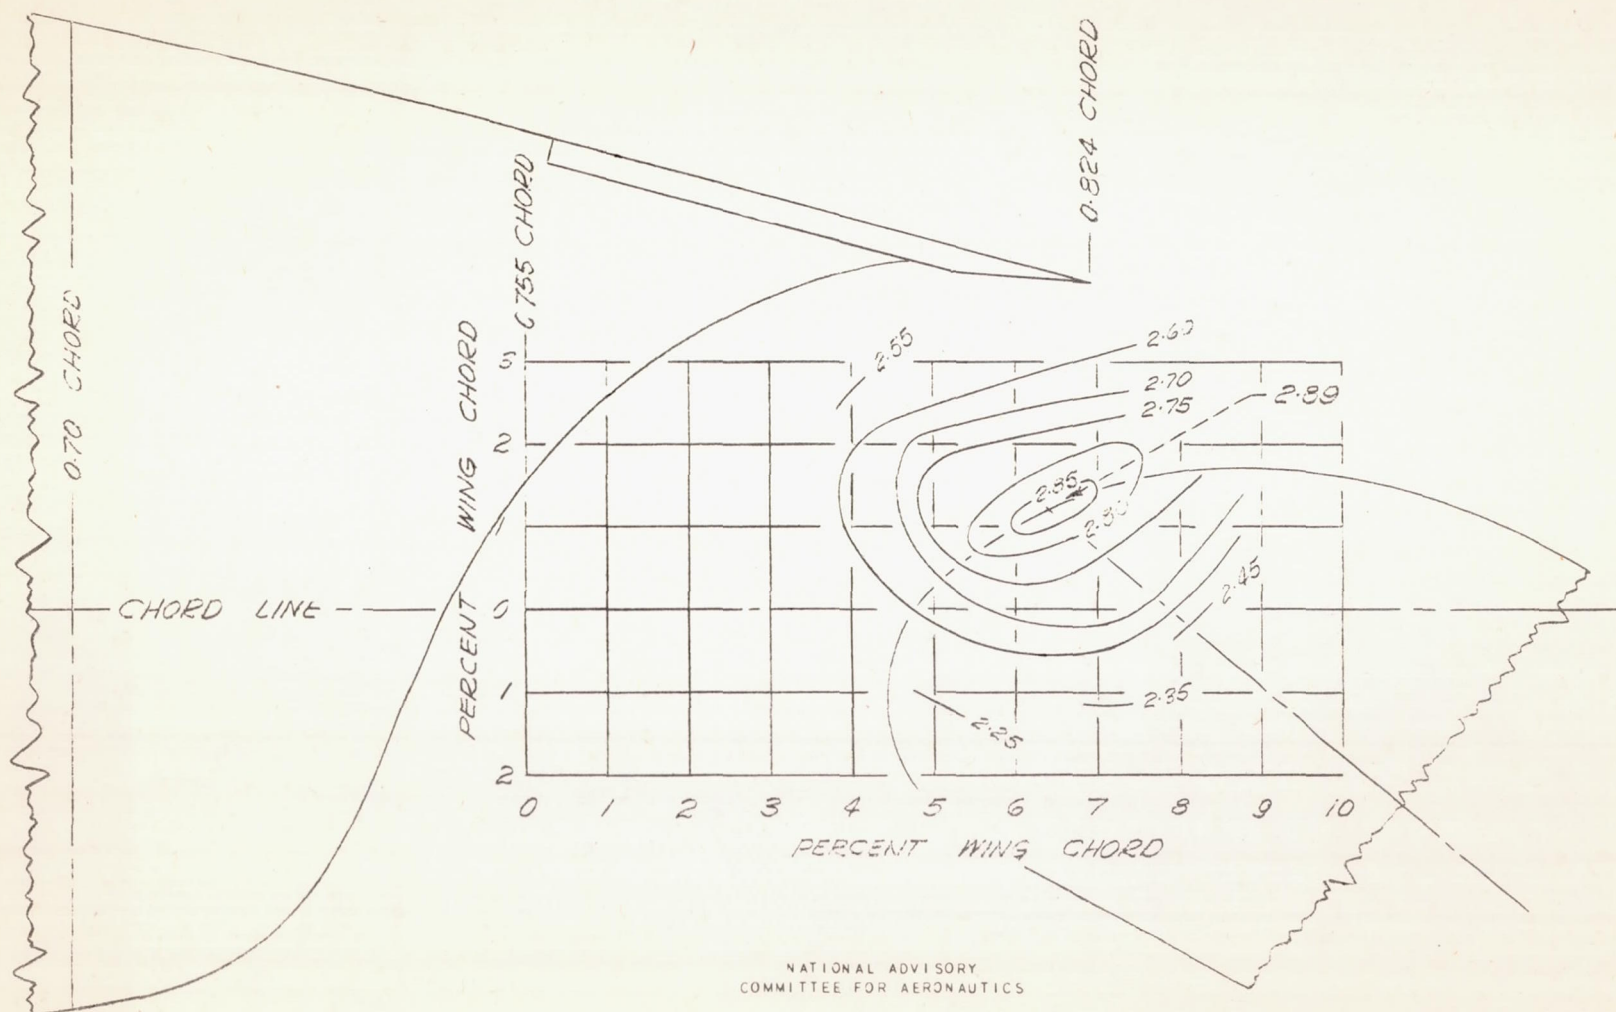 0.824 CHORD
0.70 CHORD
0.755 CHORD
PERCENT WING CHORD
3
2
1
0
1
2
2.55
2.60
2.70
2.75
2.89
2.85
2.80
2.45
2.35
2.25
CHORD LINE
0 1 2 3 4 5 6 7 8 9 10
PERCENT WING CHORD
NATIONAL ADVISORY
COMMITTEE FOR AERONAUTICS